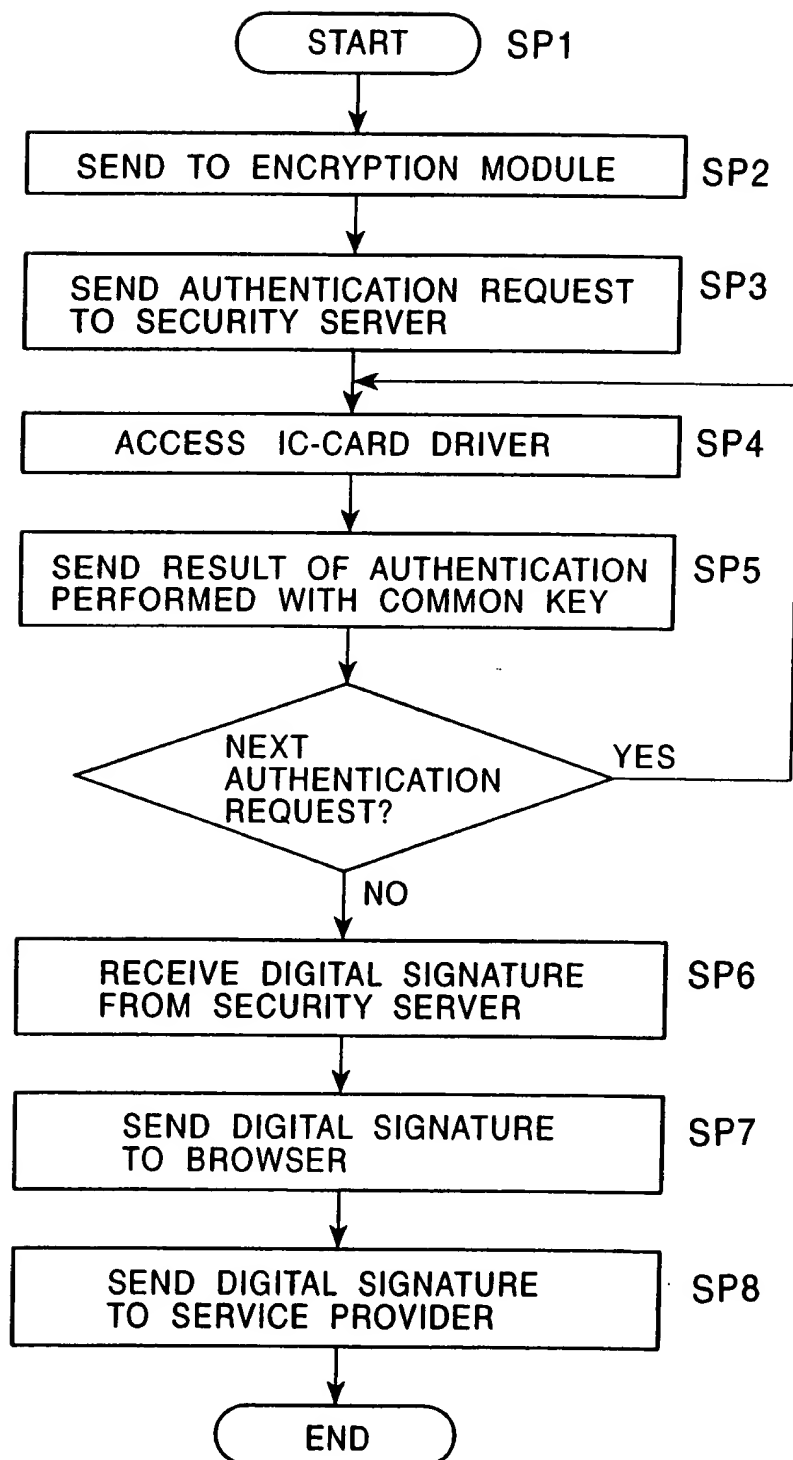 START SP1
SEND TO ENCRYPTION MODULE SP2
SEND AUTHENTICATION REQUEST SP3
TO SECURITY SERVER
ACCESS IC-CARD DRIVER SP4
SEND RESULT OF AUTHENTICATION SP5
PERFORMED WITH COMMON KEY
NEXT
AUTHENTICATION
REQUEST?
YES
NO
RECEIVE DIGITAL SIGNATURE SP6
FROM SECURITY SERVER
SEND DIGITAL SIGNATURE SP7
TO BROWSER
SEND DIGITAL SIGNATURE SP8
TO SERVICE PROVIDER
END